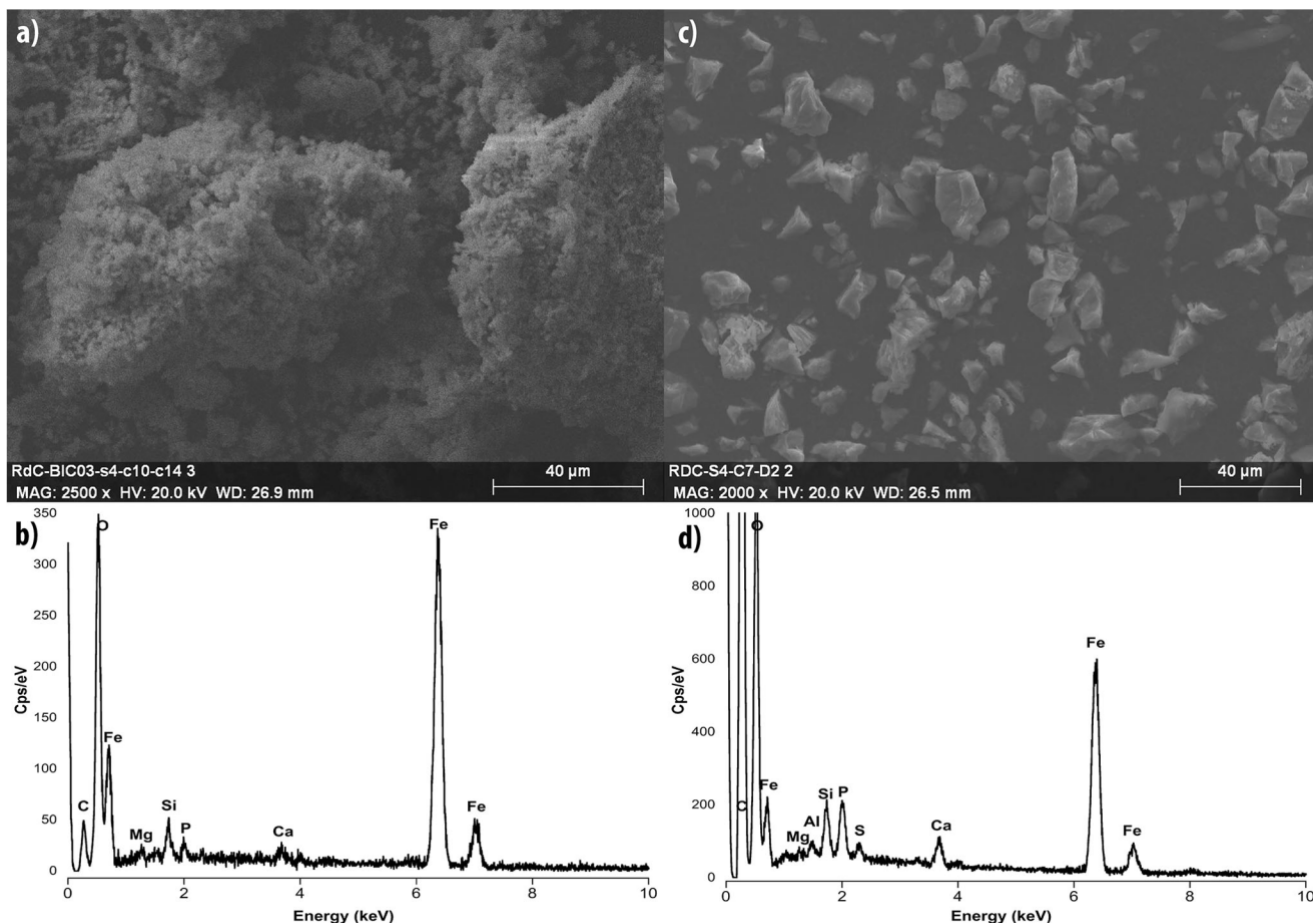 a)
RdC-BIC03-s4-c10-c14 3
MAG: 2500 x HV: 20.0 kV WD: 26.9 mm
40 µm
c)
RDC-S4-C7-D2 2
MAG: 2000 x HV: 20.0 kV WD: 26.5 mm
40 µm
b)
350
300
250
200
150
100
50
0
Cps/eV
C
O
Fe
Mg
Si
P
Ca
Fe
Fe
0
2
4
6
8
10
Energy (keV)
d)
1000
800
600
400
200
0
Cps/eV
C
O
Fe
Mg
Al
Si
P
S
Ca
Fe
Fe
0
2
4
6
8
10
Energy (keV)